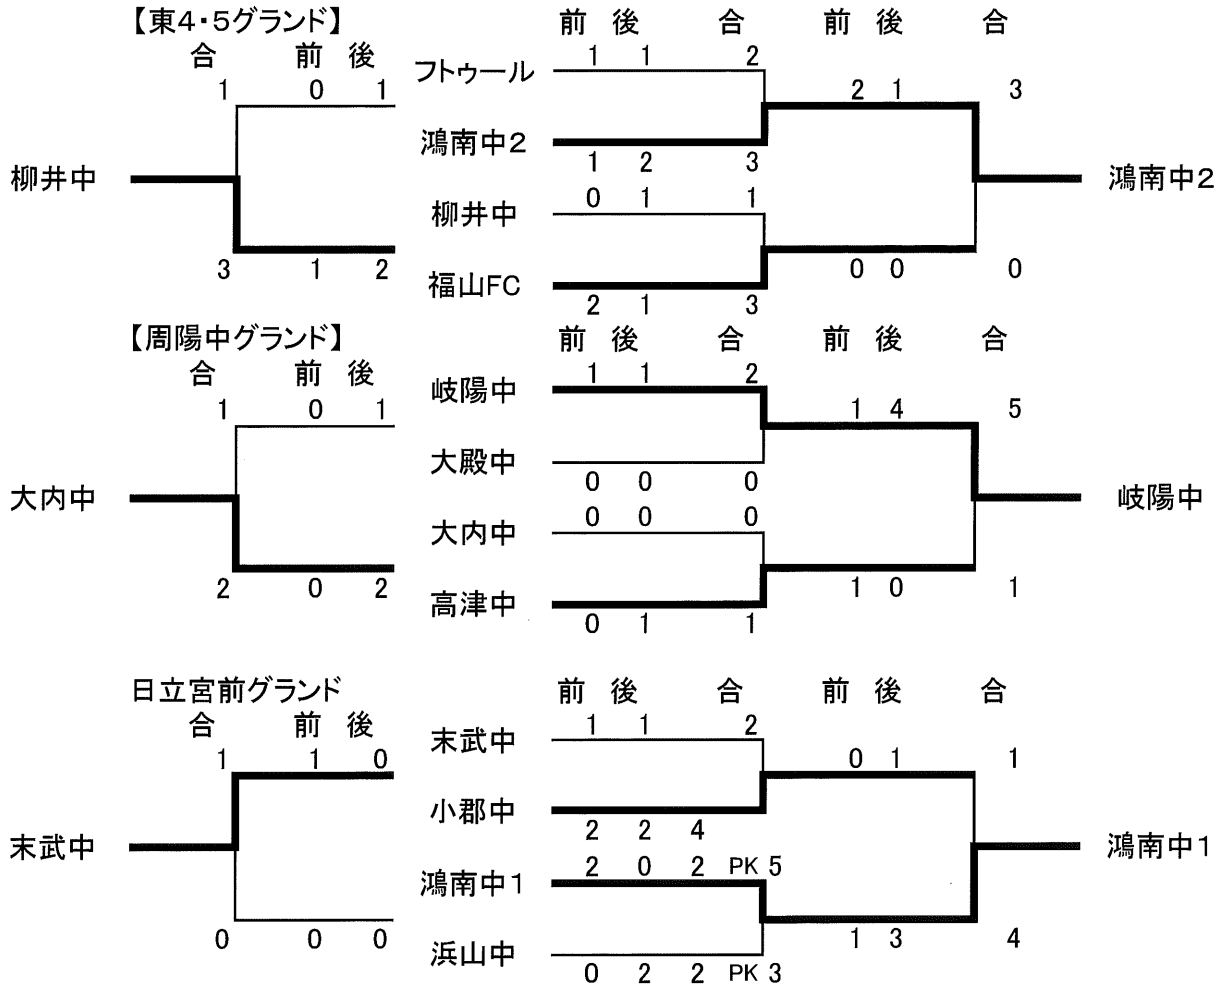 【東4・5グランド】 前 後 合 前 後 合
合 前 後 1 1 2
フトゥール
1 0 1 2 1 3
鴻南中2
1 2 3
柳井中 鴻南中2
0 1 1
柳井中
3 1 2 0 0 0
福山FC
2 1 3
【周陽中グランド】 前 後 合 前 後 合
合 前 後 1 1 2
岐陽中
1 0 1 1 4 5
大殿中
0 0 0
大内中 岐陽中
0 0 0
大内中
2 0 2 1 0 1
高津中
0 1 1
日立宮前グランド 前 後 合 前 後 合
合 前 後 1 1 2
末武中
1 1 0 0 1 1
小郡中
2 2 4
末武中 鴻南中1
2 0 2 PK 5
鴻南中1
0 0 0 1 3 4
浜山中
0 2 2 PK 3